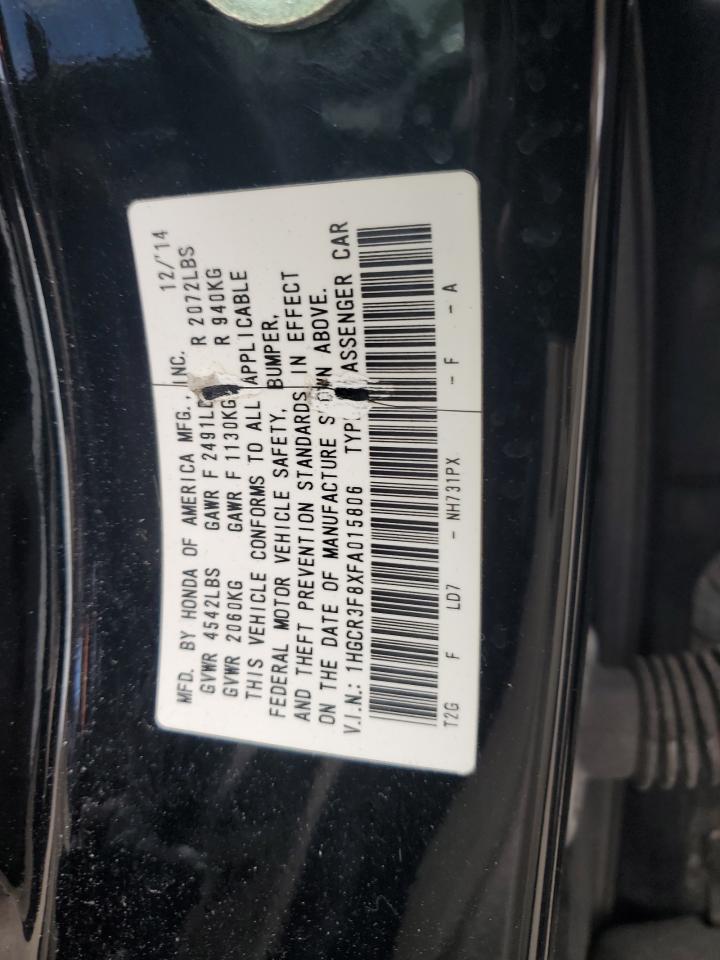 MFD. BY HONDA OF AMERICA MFG., INC. 12/'14
GVWR 4542LBS GAWR F 2491L R 2072LBS
GVWR 2060KG GAWR F 1130KG R 940KG
THIS VEHICLE CONFORMS TO ALL APPLICABLE
FEDERAL MOTOR VEHICLE SAFETY, BUMPER,
AND THEFT PREVENTION STANDARDS IN EFFECT
ON THE DATE OF MANUFACTURE S WN ABOVE.
V.I.N.: 1HGCR3F8XFA015806 TYP ASSENGER CAR
T2G F LD7 - NH731PX - F - A